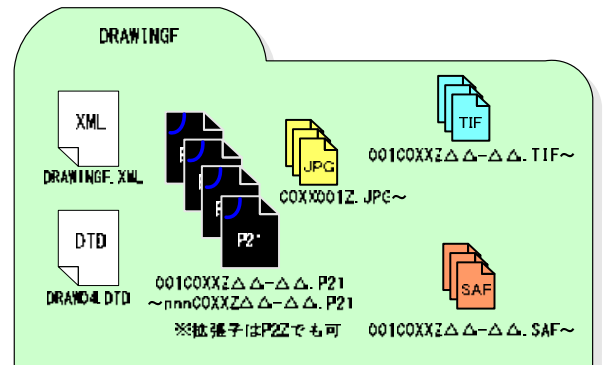 DRAWINGF
XML
DRAWINGF.XML
DTD
DRAW04.DTD
P21
001C0XXZ△△-△△.P21
～nnnC0XXZ△△-△△.P21
※拡張子はP2Zでも可
JPG
C0XX001Z.JPG～
TIF
001C0XXZ△△-△△.TIF～
SAF
001C0XXZ△△-△△.SAF～